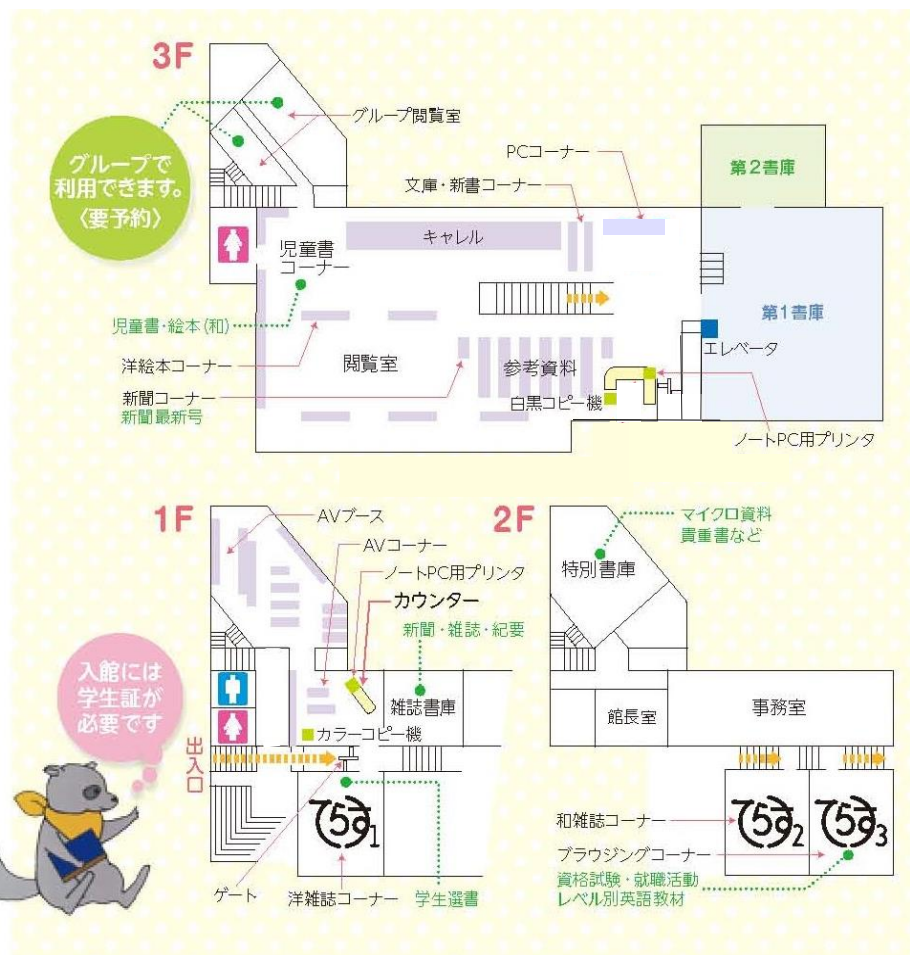 3F
グループ閲覧室
グループで
利用できます。
〈要予約〉
PCコーナー
文庫・新書コーナー
第2書庫
キャレル
児童書
コーナー
児童書・絵本(和)
第1書庫
エレベータ
洋絵本コーナー
閲覧室
参考資料
新聞コーナー
新聞最新号
白黒コピー機
ノートPC用プリンタ
1F
AVブース
AVコーナー
ノートPC用プリンタ
カウンター
新聞・雑誌・紀要
雑誌書庫
カラーコピー機
入館には
学生証が
必要です
出入口
てらす1
ゲート
洋雑誌コーナー
学生選書
2F
マイクロ資料
貴重書など
特別書庫
館長室
事務室
和雑誌コーナー
てらす2
てらす3
ブラウジングコーナー
資格試験・就職活動
レベル別英語教材